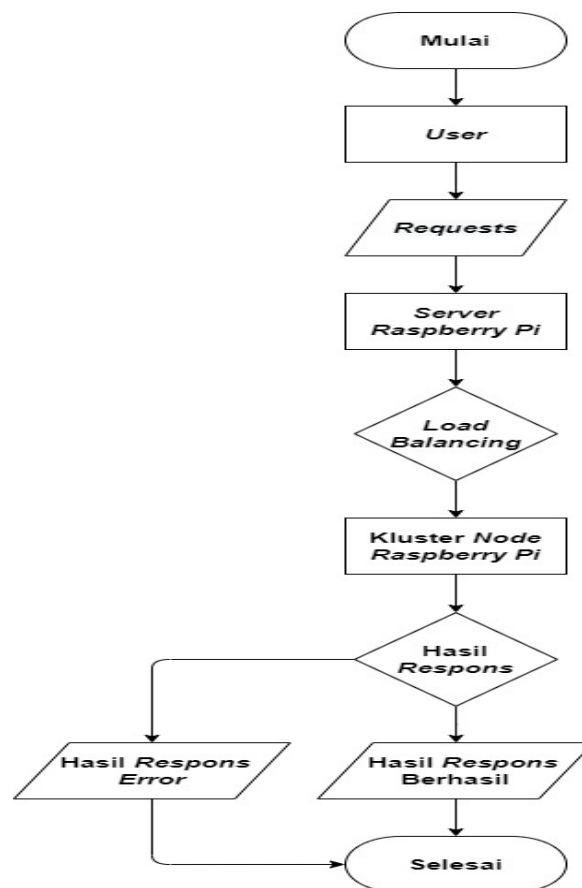 Mulai
User
Requests
Server
Raspberry Pi
Load
Balancing
Kluster Node
Raspberry Pi
Hasil
Respons
Hasil Respons
Error
Hasil Respons
Berhasil
Selesai